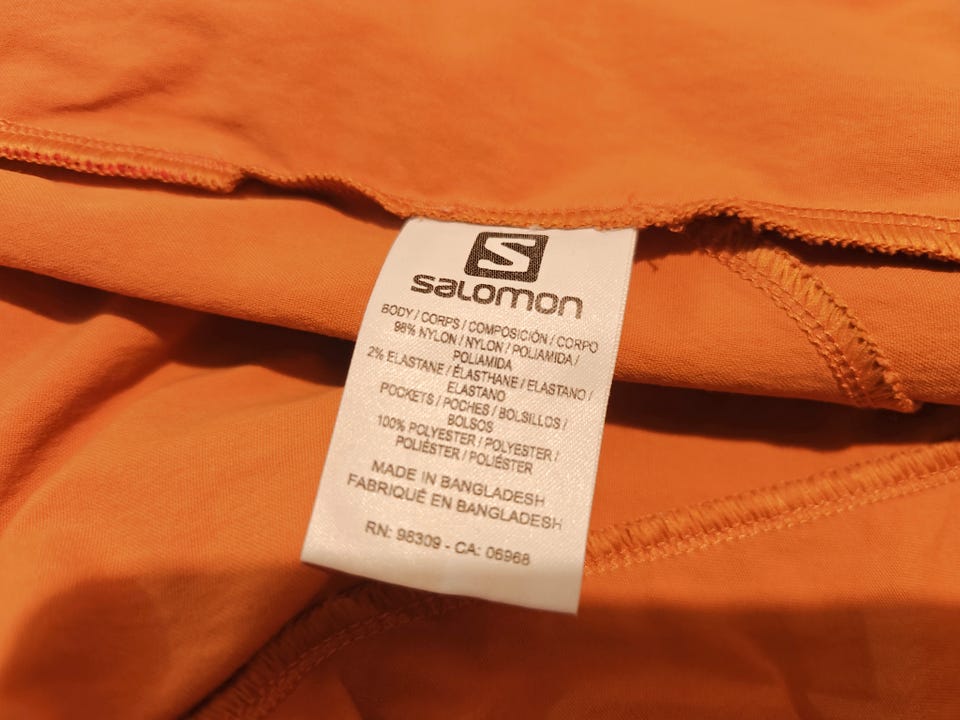 S
salomon
BODY / CORPS / COMPOSICIÓN / CORPO
98% NYLON / NYLON / POLIAMIDA /
POLIAMIDA
2% ELASTANE / ÉLASTHANE / ELASTANO /
ELASTANO
POCKETS / POCHES / BOLSILLOS /
BOLSOS
100% POLYESTER / POLYESTER /
POLIÉSTER / POLIÉSTER
MADE IN BANGLADESH
FABRIQUÉ EN BANGLADESH
RN: 98309 - CA: 06968